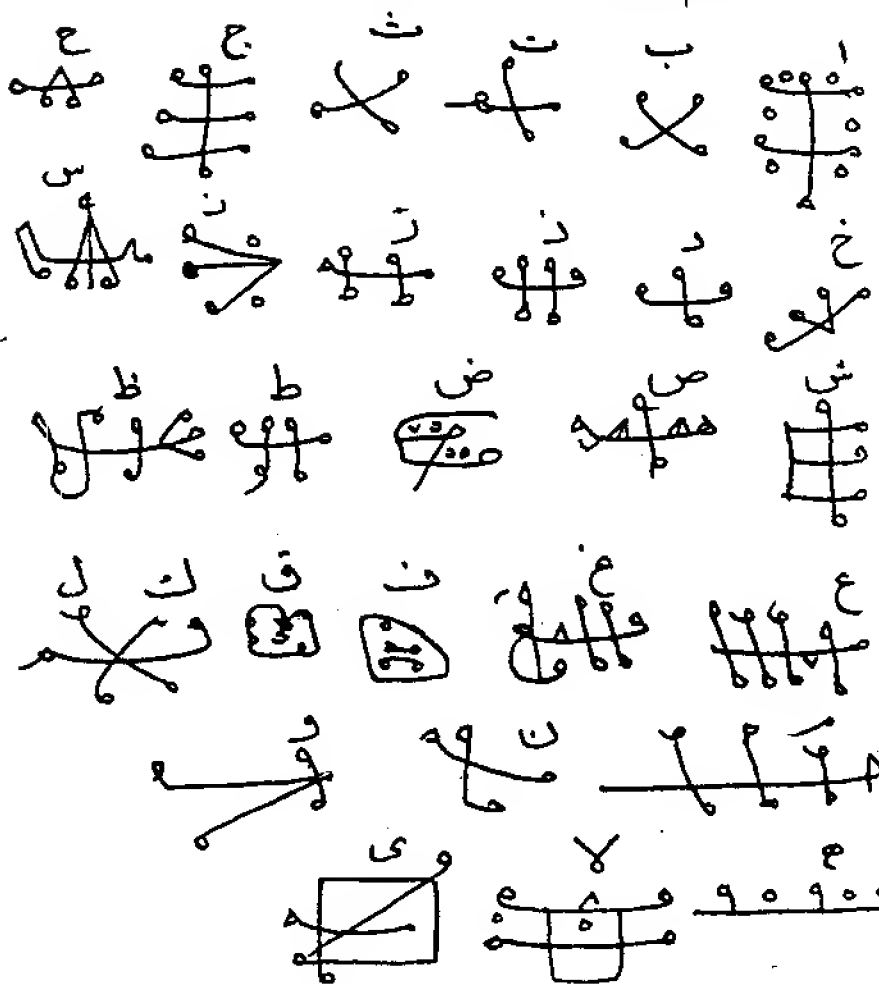 ا ب ت ث ج ح
خ د ذ ز س
ش ص ض ط ظ
ع غ ف ق ك ل
ن و
ه لا ى